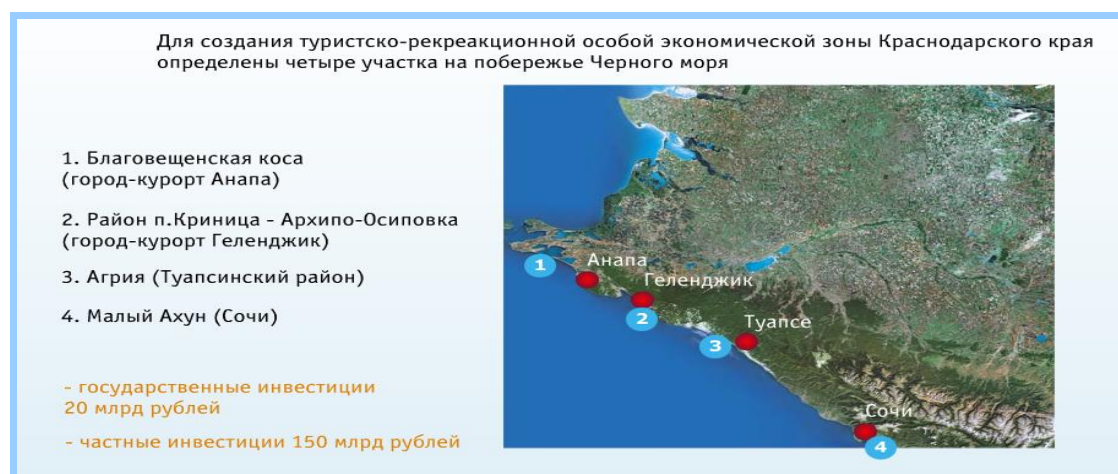 Для создания туристско-рекреакционной особой экономической зоны Краснодарского края
определены четыре участка на побережье Черного моря
1. Благовещенская коса
(город-курорт Анапа)
2. Район п.Криница - Архипо-Осиповка
(город-курорт Геленджик)
3. Агрия (Туапсинский район)
4. Малый Ахун (Сочи)
- государственные инвестиции
20 млрд рублей
- частные инвестиции 150 млрд рублей
1
Анапа
Геленджик
2
Туапсе
3
Сочи
4